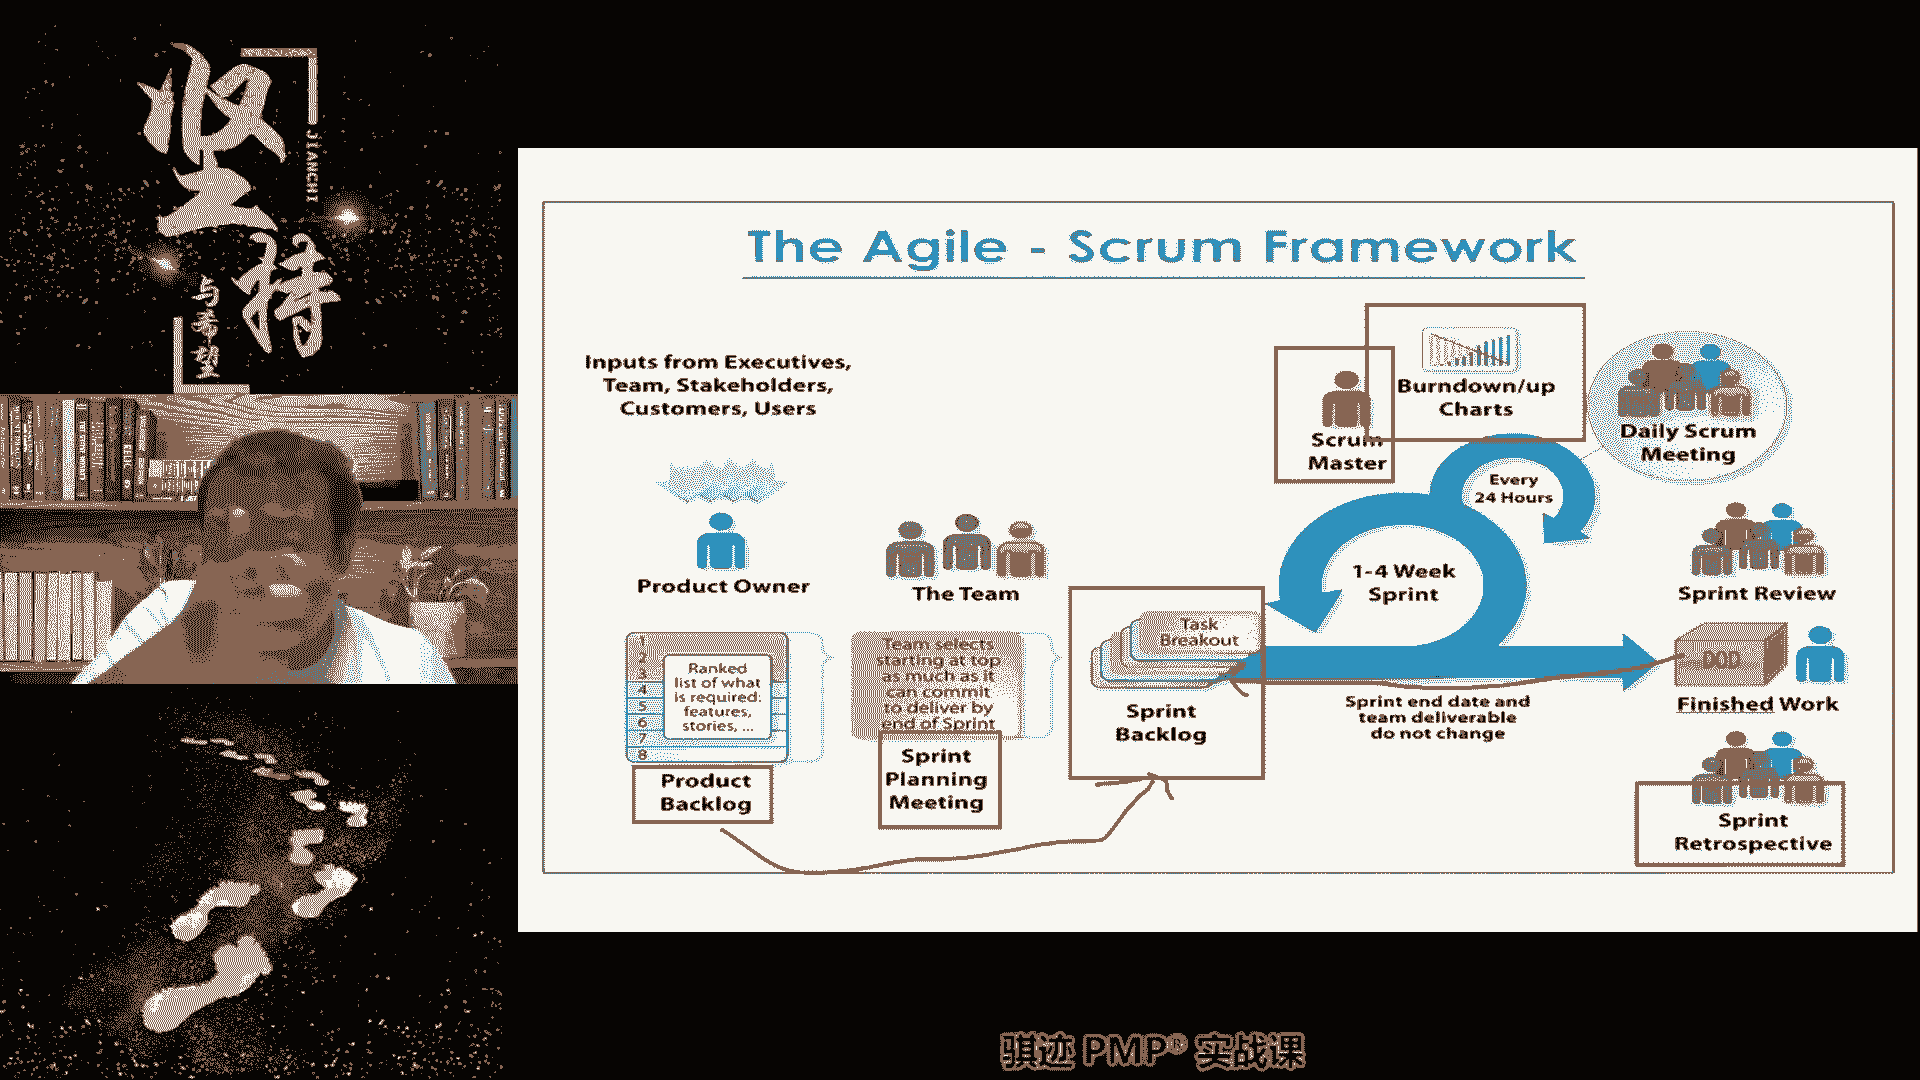 坚持
JIANCHI
与希望
The Agile - Scrum Framework
Inputs from Executives,
Team, Stakeholders,
Customers, Users
Product Owner
The Team
1
2
3
4
5
6
7
8
Ranked
list of what
is required:
features,
stories, ...
Product
Backlog
Team selects
starting at top
as much as it
can commit
to deliver by
end of Sprint
Sprint
Planning
Meeting
Task
Breakout
Sprint
Backlog
Scrum
Master
Burndown/up
Charts
Every
24 Hours
1-4 Week
Sprint
Sprint end date and
team deliverable
do not change
Daily Scrum
Meeting
Sprint Review
DOD
Finished Work
Sprint
Retrospective
骐迹 PMP® 实战课